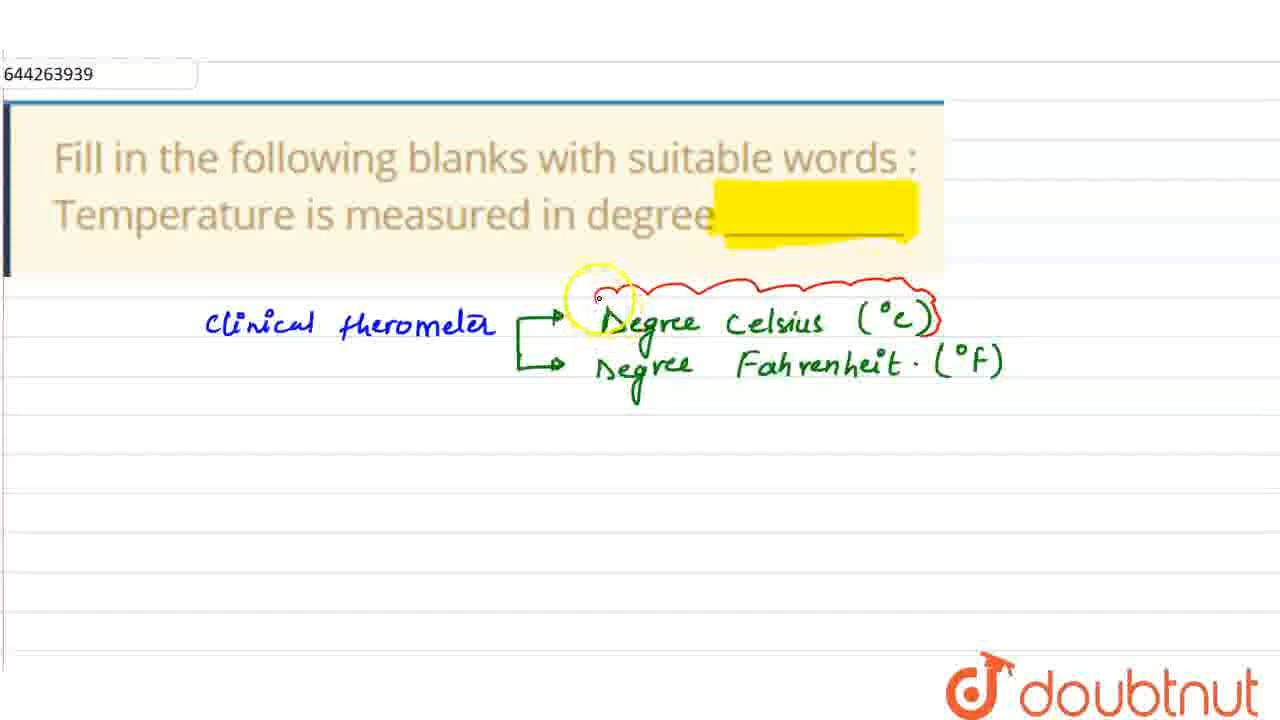 644263939
Fill in the following blanks with suitable words :
Temperature is measured in degree __________
Clinical therometer
Degree Celsius (°c)
Degree Fahrenheit. (°F)
doubtnut